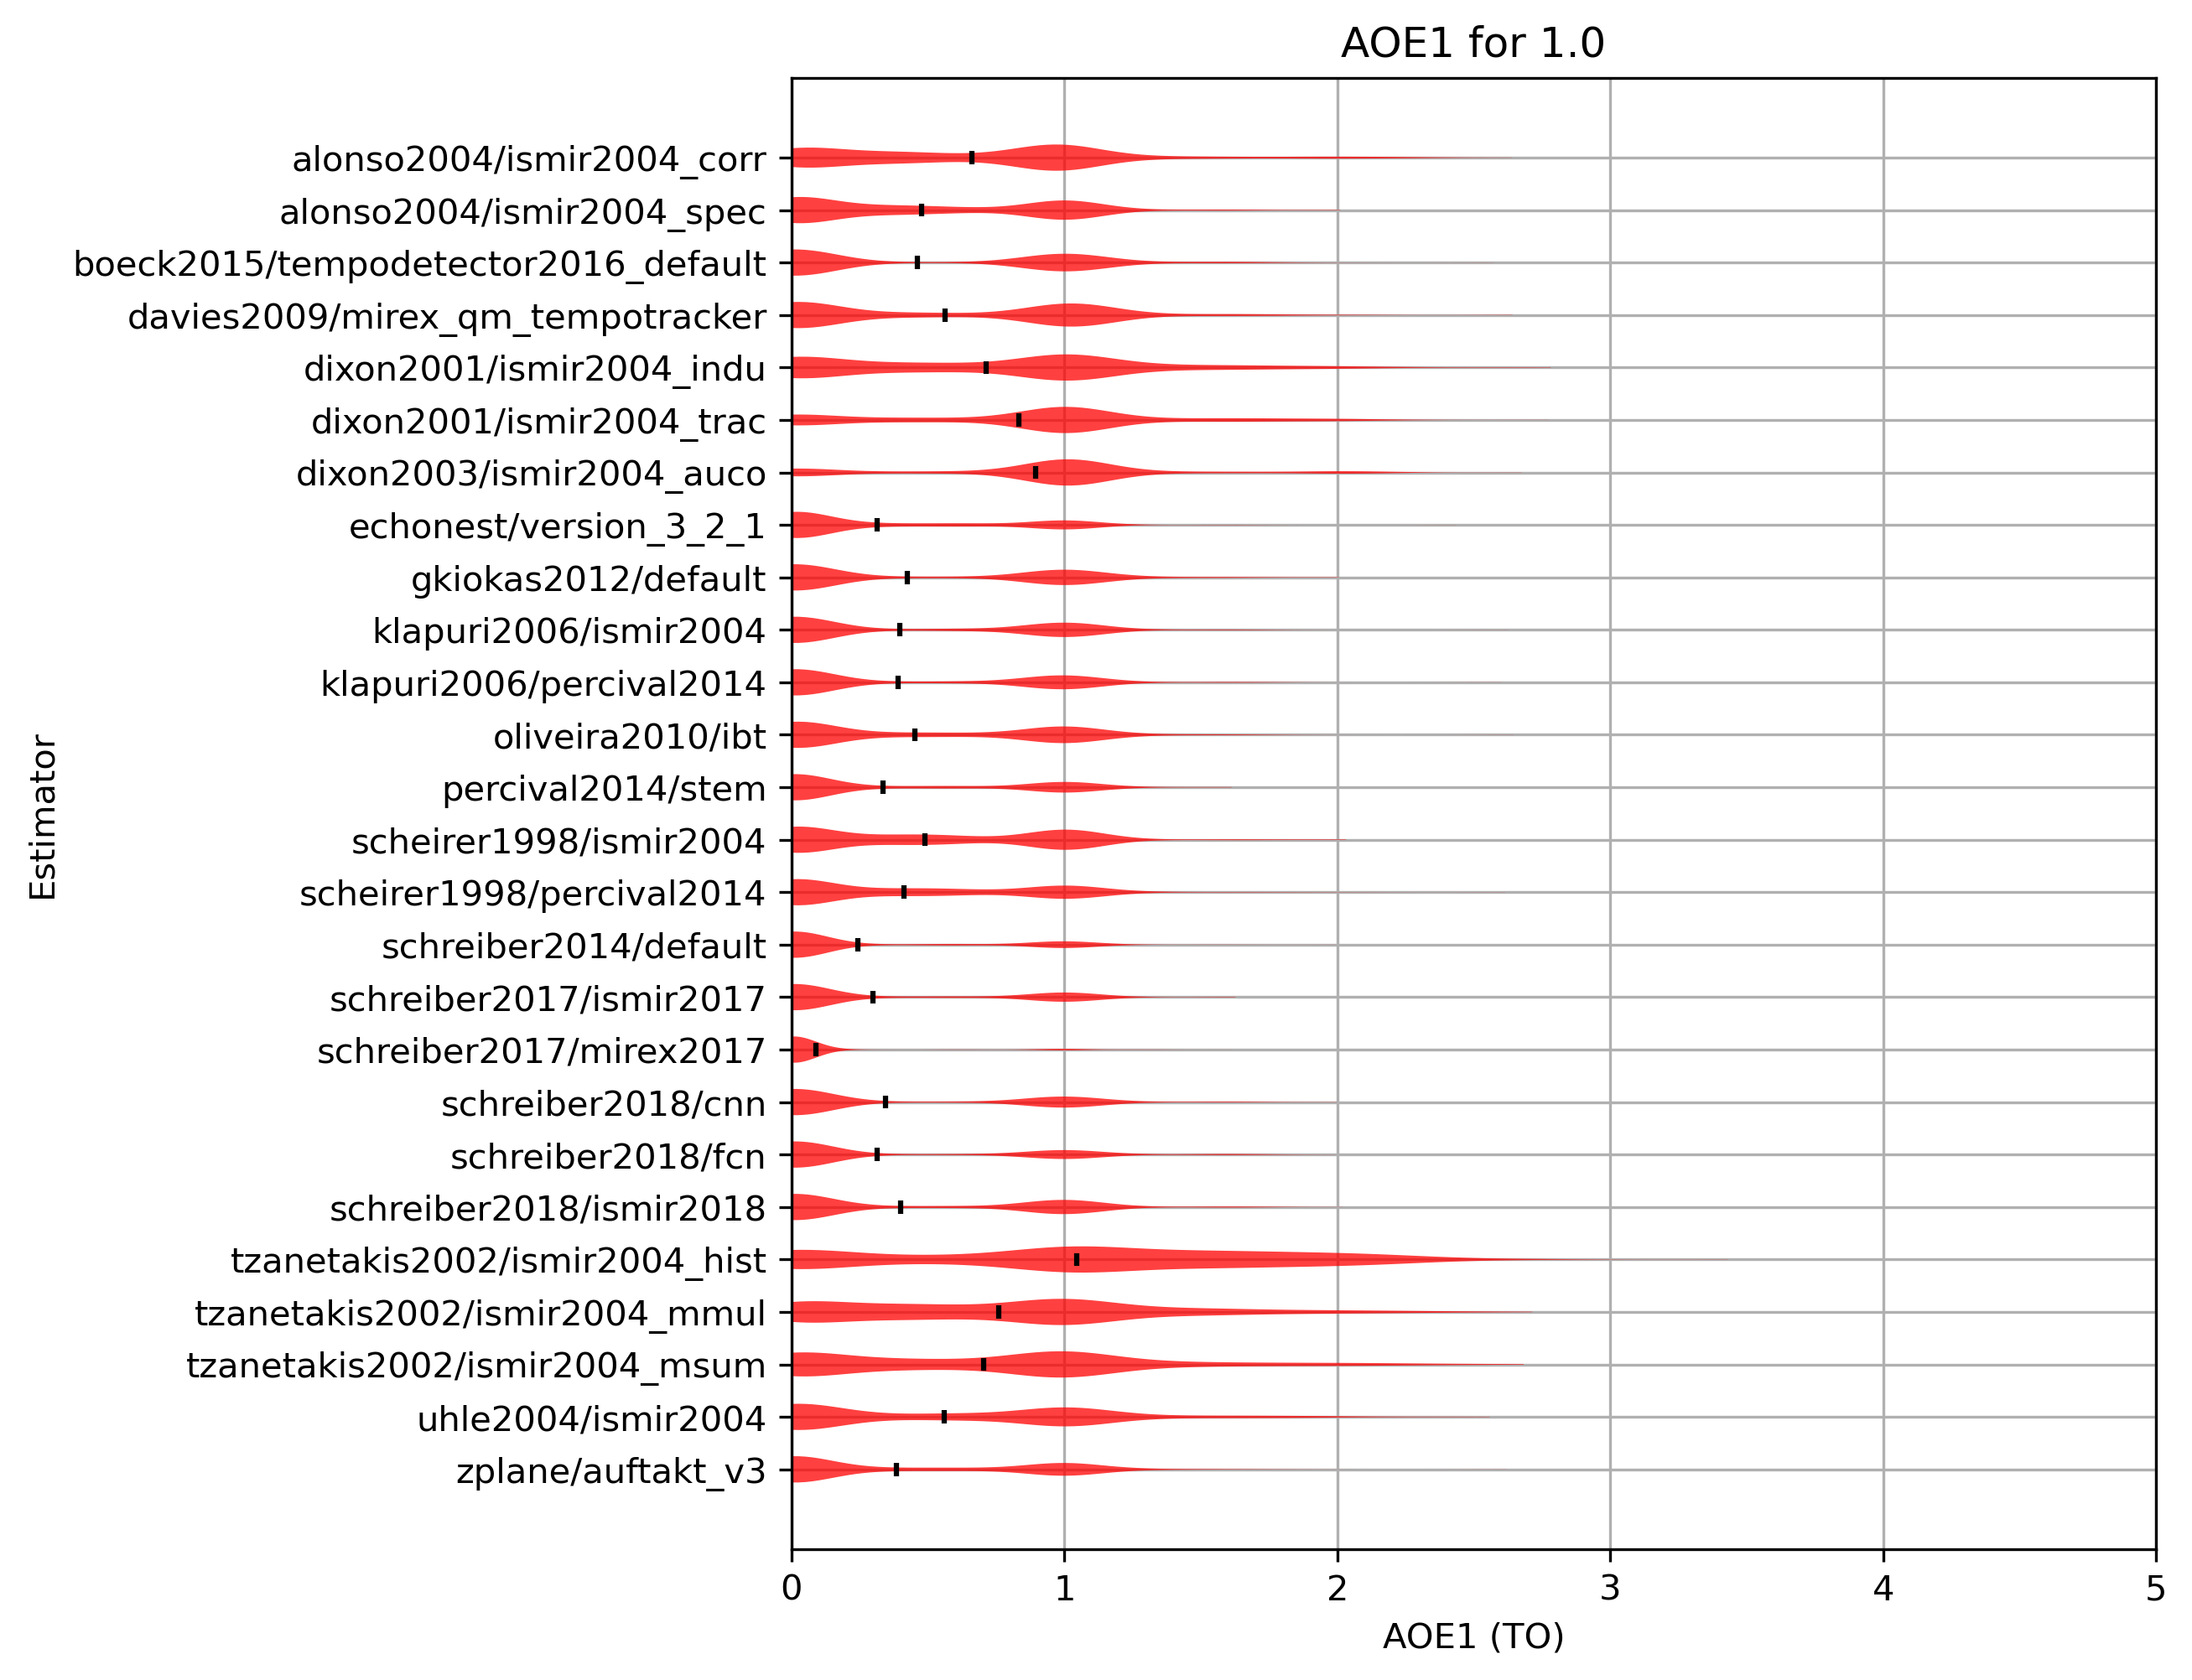 AOE1 for 1.0
alonso2004/ismir2004_corr
alonso2004/ismir2004_spec
boeck2015/tempodetector2016_default
davies2009/mirex_qm_tempotracker
dixon2001/ismir2004_indu
dixon2001/ismir2004_trac
dixon2003/ismir2004_auco
echonest/version_3_2_1
gkiokas2012/default
klapuri2006/ismir2004
klapuri2006/percival2014
oliveira2010/ibt
percival2014/stem
scheirer1998/ismir2004
scheirer1998/percival2014
schreiber2014/default
schreiber2017/ismir2017
schreiber2017/mirex2017
schreiber2018/cnn
schreiber2018/fcn
schreiber2018/ismir2018
tzanetakis2002/ismir2004_hist
tzanetakis2002/ismir2004_mmul
tzanetakis2002/ismir2004_msum
uhle2004/ismir2004
zplane/auftakt_v3
Estimator
0 1 2 3 4 5
AOE1 (TO)